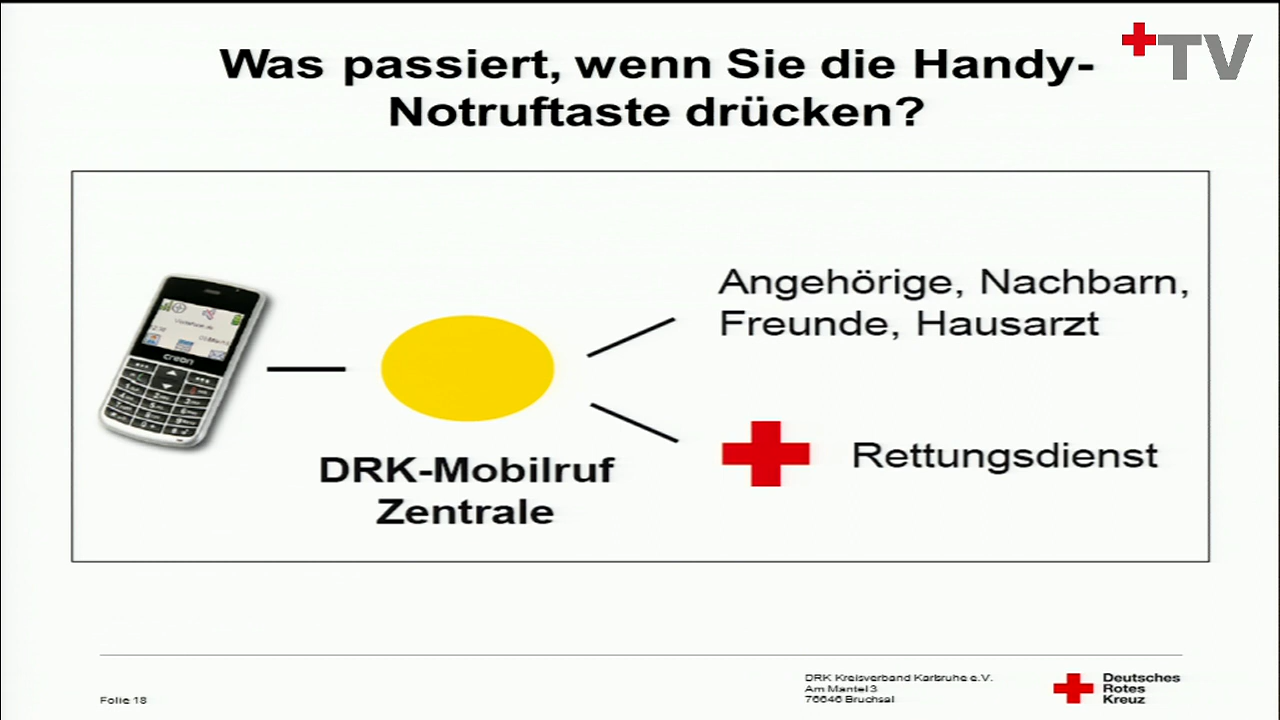 TV
Was passiert, wenn Sie die Handy-
Notruftaste drücken?
Angehörige, Nachbarn,
Freunde, Hausarzt
creon
DRK-Mobilruf
Zentrale
Rettungsdienst
Folie 18
DRK Kreisverband Karlsruhe e.V.
Am Mantel 3
76646 Bruchsal
Deutsches
Rotes
Kreuz